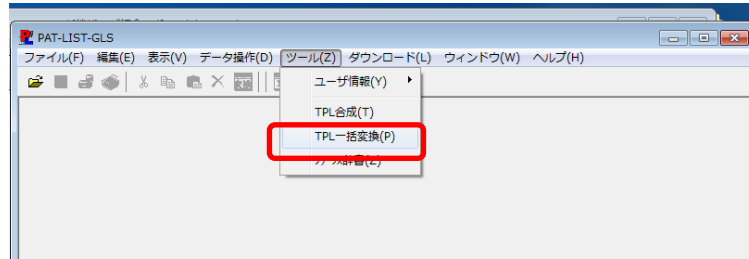 PAT-LIST-GLS
ファイル(F) 編集(E) 表示(V) データ操作(D) ツール(Z) ダウンロード(L) ウィンドウ(W) ヘルプ(H)
ユーザ情報(Y)
TPL合成(T)
TPL一括変換(P)